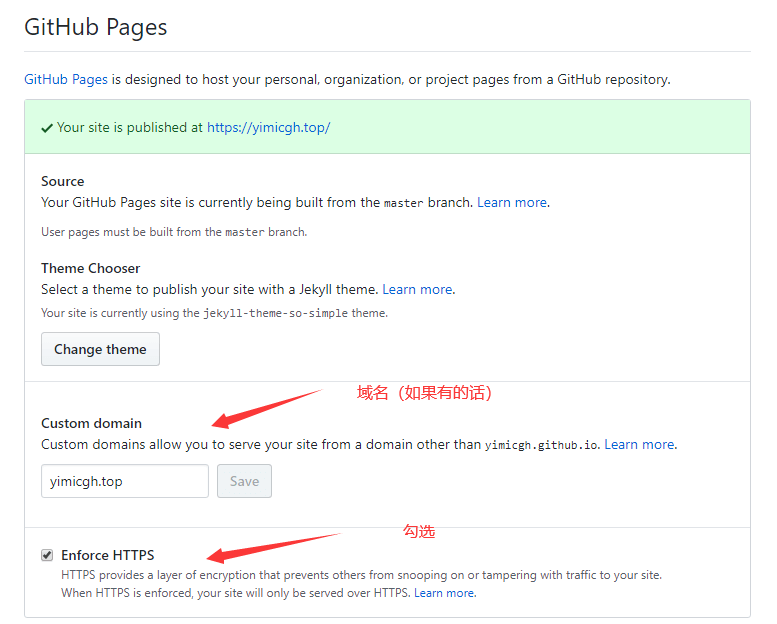 GitHub Pages
GitHub Pages is designed to host your personal, organization, or project pages from a GitHub repository.
Your site is published at https://yimicgh.top/
Source
Your GitHub Pages site is currently being built from the master branch. Learn more.
User pages must be built from the master branch.
Theme Chooser
Select a theme to publish your site with a Jekyll theme. Learn more.
Your site is currently using the jekyll-theme-so-simple theme.
Change theme
域名（如果有的话）
Custom domain
Custom domains allow you to serve your site from a domain other than yimicgh.github.io. Learn more.
yimicgh.top
Save
勾选
Enforce HTTPS
HTTPS provides a layer of encryption that prevents others from snooping on or tampering with traffic to your site.
When HTTPS is enforced, your site will only be served over HTTPS. Learn more.